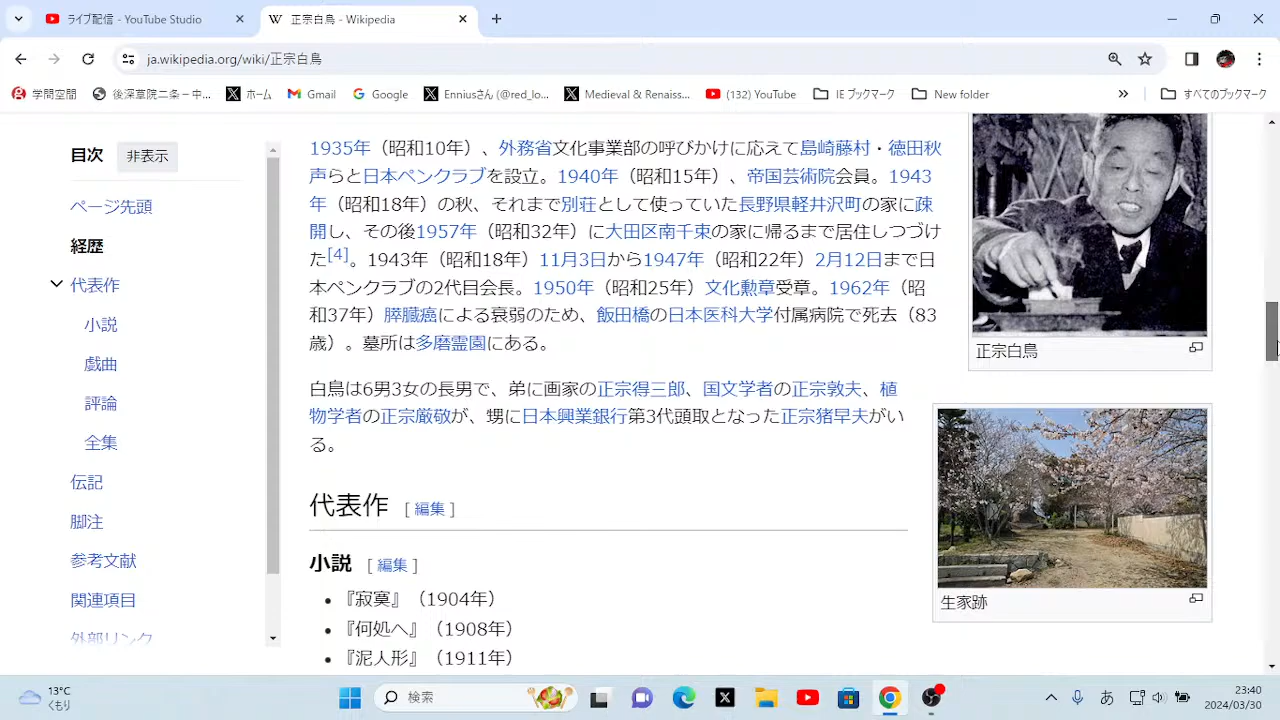 ライブ配信 - YouTube Studio
正宗白鳥 - Wikipedia
ja.wikipedia.org/wiki/正宗白鳥
学問空間
後深草院二条－中...
ホーム
Gmail
Google
Enniusさん (@red_lo...
Medieval & Renaiss...
(132) YouTube
IE ブックマーク
New folder
»
すべてのブックマーク
目次 非表示
ページ先頭
経歴
代表作
小説
戯曲
評論
全集
伝記
脚注
参考文献
関連項目
外部リンク
1935年（昭和10年）、外務省文化事業部の呼びかけに応えて島崎藤村・徳田秋
声らと日本ペンクラブを設立。1940年（昭和15年）、帝国芸術院会員。1943
年（昭和18年）の秋、それまで別荘として使っていた長野県軽井沢町の家に疎
開し、その後1957年（昭和32年）に大田区南千束の家に帰るまで居住しつづけ
た[4]。1943年（昭和18年）11月3日から1947年（昭和22年）2月12日まで日
本ペンクラブの2代目会長。1950年（昭和25年）文化勲章受章。1962年（昭
和37年）膵臓癌による衰弱のため、飯田橋の日本医科大学付属病院で死去（83
歳）。墓所は多磨霊園にある。
白鳥は6男3女の長男で、弟に画家の正宗得三郎、国文学者の正宗敦夫、植
物学者の正宗厳敬が、甥に日本興業銀行第3代頭取となった正宗猪早夫がい
る。
代表作 [ 編集 ]
小説 [ 編集 ]
• 『寂寞』（1904年）
• 『何処へ』（1908年）
• 『泥人形』（1911年）
正宗白鳥
生家跡
13°C
くもり
検索
あ
23:40
2024/03/30